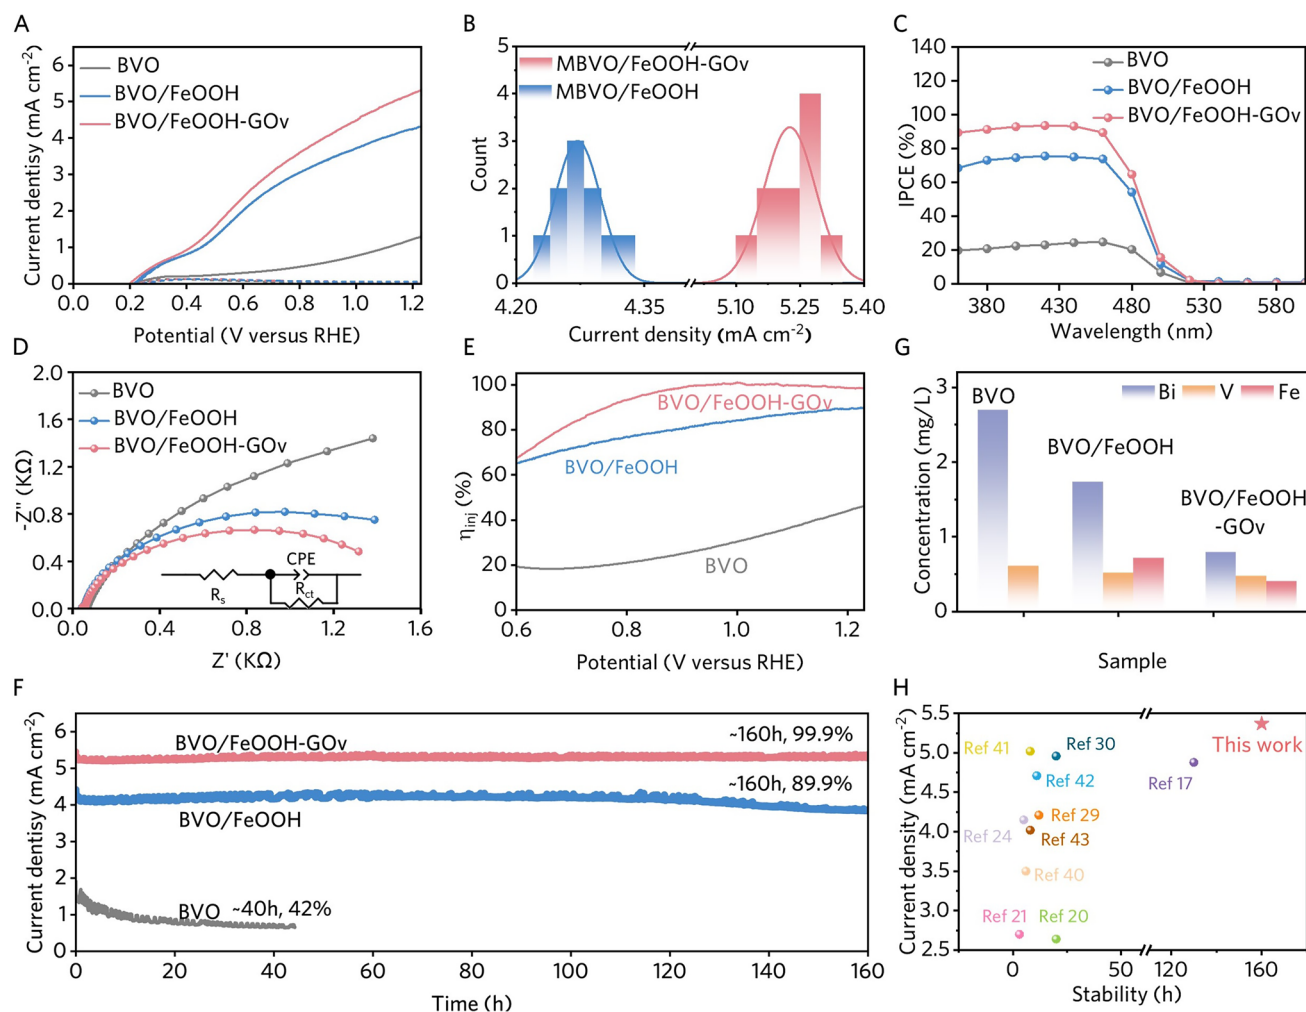 A
Current dentisy (mA cm-2)
6
5
4
3
2
1
0
BVO
BVO/FeOOH
BVO/FeOOH-GOv
0.0
0.2
0.4
0.6
0.8
1.0
1.2
Potential (V versus RHE)
B
Count
5
4
3
2
1
0
MBVO/FeOOH-GOv
MBVO/FeOOH
4.20
4.35
5.10
5.25
5.40
Current density (mA cm-2)
C
IPCE (%)
140
120
100
80
60
40
20
0
BVO
BVO/FeOOH
BVO/FeOOH-GOv
380
430
480
530
580
Wavelength (nm)
D
-Z'' (KΩ)
2.0
1.6
1.2
0.8
0.4
0.0
BVO
BVO/FeOOH
BVO/FeOOH-GOv
CPE
Rs
Rct
0.0
0.4
0.8
1.2
1.6
Z' (KΩ)
E
ηinj (%)
100
80
60
40
20
0
BVO/FeOOH-GOv
BVO/FeOOH
BVO
0.6
0.8
1.0
1.2
Potential (V versus RHE)
G
Concentration (mg/L)
3
2
1
0
BVO
Bi
V
Fe
BVO/FeOOH
BVO/FeOOH
-GOv
Sample
F
Current dentisy (mA cm-2)
6
5
4
3
2
1
0
BVO/FeOOH-GOv
~160h, 99.9%
~160h, 89.9%
BVO/FeOOH
BVO
~40h, 42%
0
20
40
60
80
100
120
140
160
Time (h)
H
Current density (mA cm-2)
5.5
5.0
4.5
4.0
3.5
3.0
2.5
This work
Ref 41
Ref 30
Ref 42
Ref 17
Ref 29
Ref 24
Ref 43
Ref 40
Ref 21
Ref 20
0
50
120
160
Stability (h)